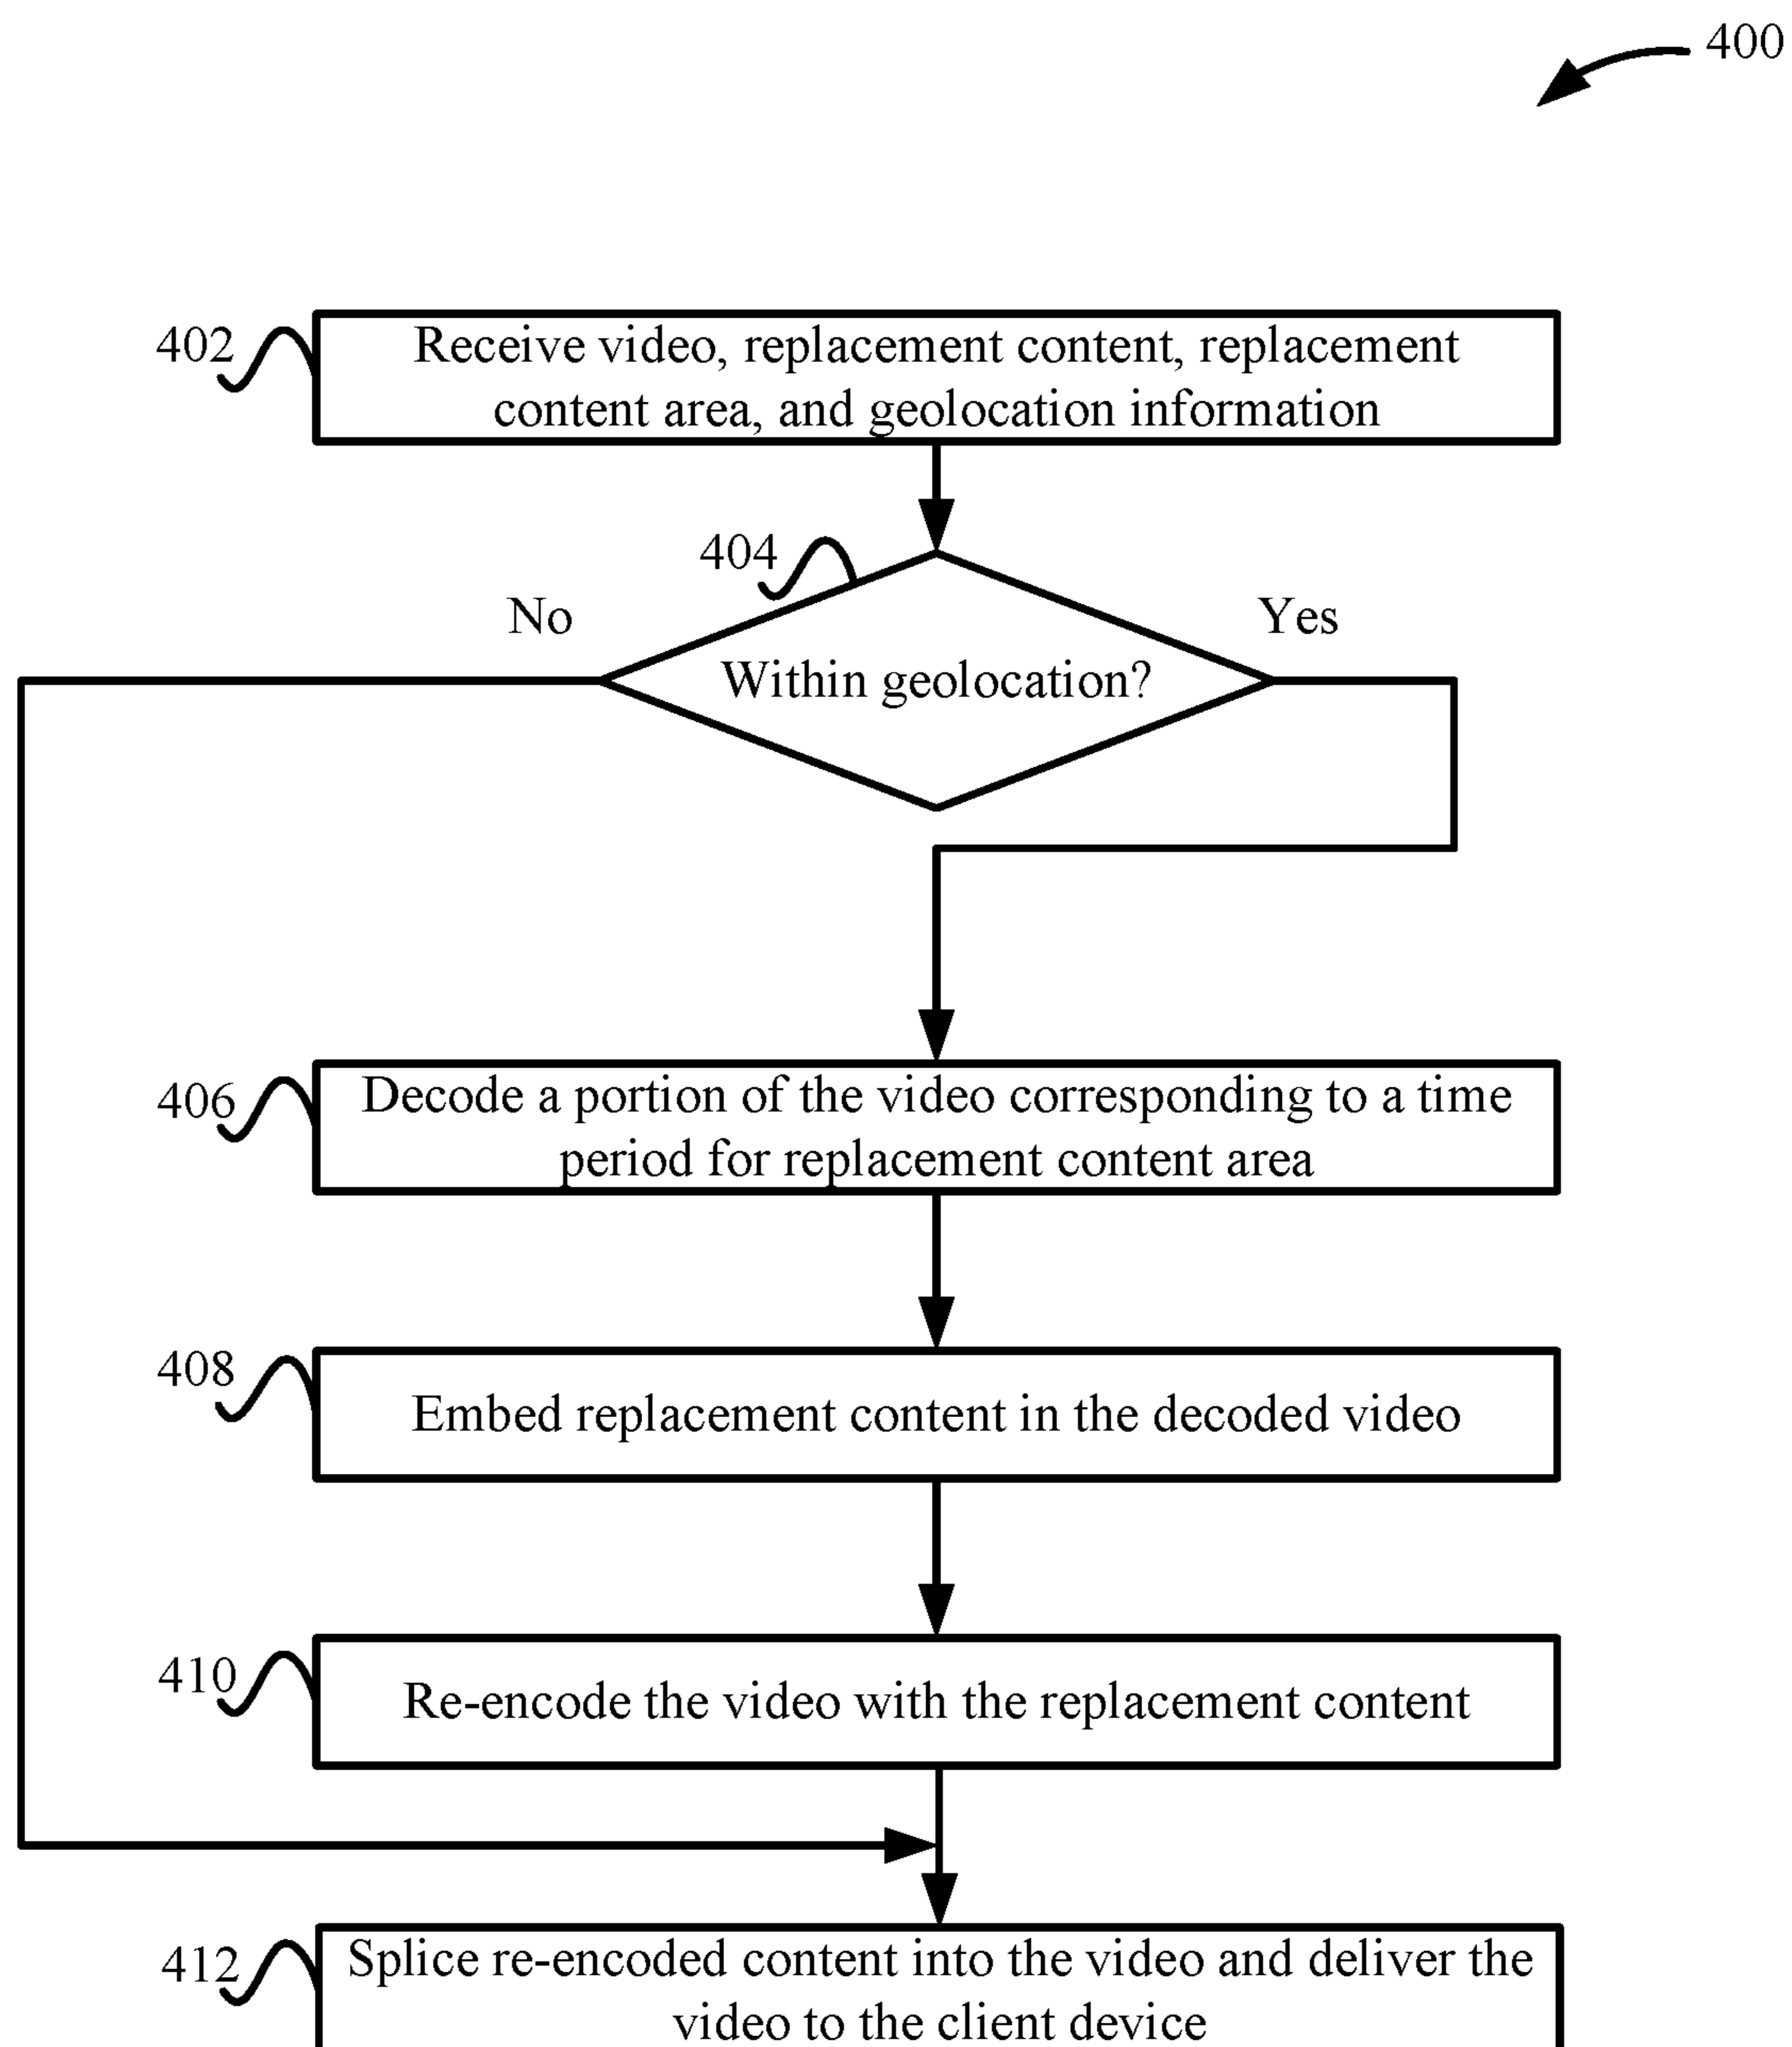 400
402
Receive video, replacement content, replacement
content area, and geolocation information
404
No
Yes
Within geolocation?
406
Decode a portion of the video corresponding to a time
period for replacement content area
408
Embed replacement content in the decoded video
410
Re-encode the video with the replacement content
412
Splice re-encoded content into the video and deliver the
video to the client device